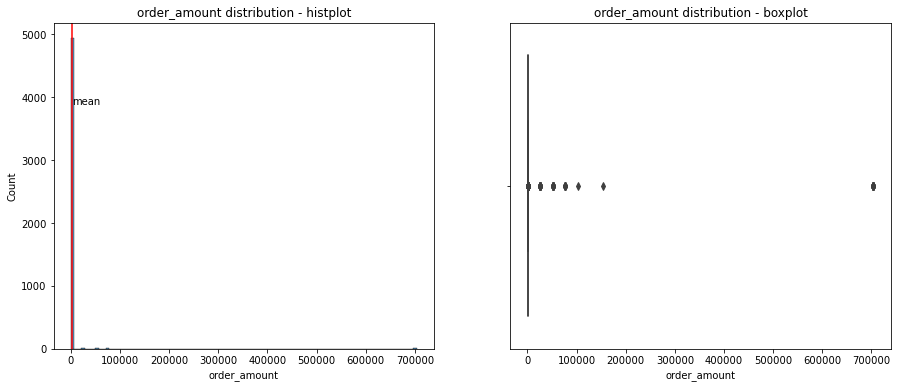 order_amount distribution - histplot
5000
4000
3000
2000
1000
0
Count
mean
0 100000 200000 300000 400000 500000 600000 700000
order_amount
order_amount distribution - boxplot
0 100000 200000 300000 400000 500000 600000 700000
order_amount